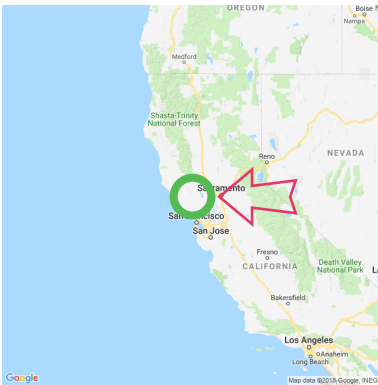 OREGON
Boise
Nampa
Medford
Shasta-Trinity
National Forest
Reno
NEVADA
Sacramento
San Francisco
San Jose
Fresno
CALIFORNIA
Death Valley
National Park
Bakersfield
Los Angeles
Anaheim
Long Beach
Google
Map data ©2018 Google, INEG